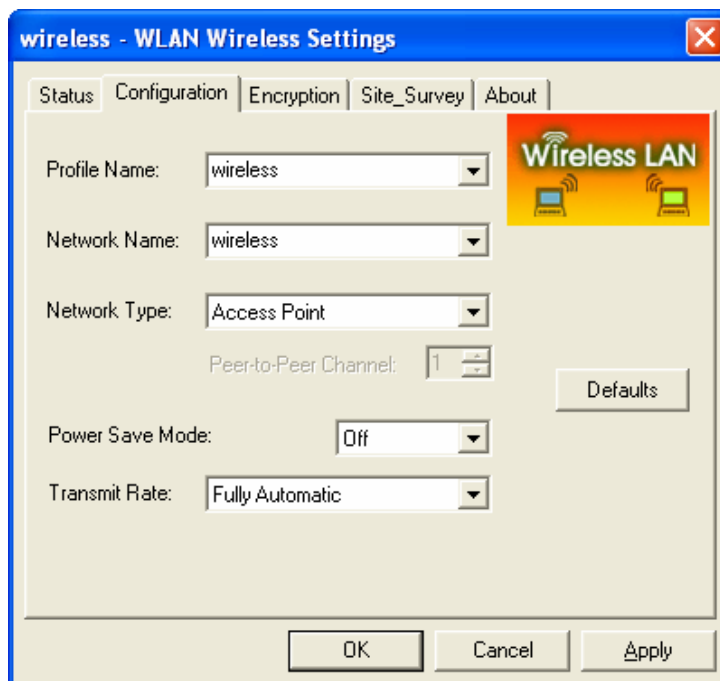 wireless - WLAN Wireless Settings
Status Configuration Encryption Site_Survey About
Wireless LAN
Profile Name: wireless
Network Name: wireless
Network Type: Access Point
Peer-to-Peer Channel: 1
Defaults
Power Save Mode: Off
Transmit Rate: Fully Automatic
OK Cancel Apply